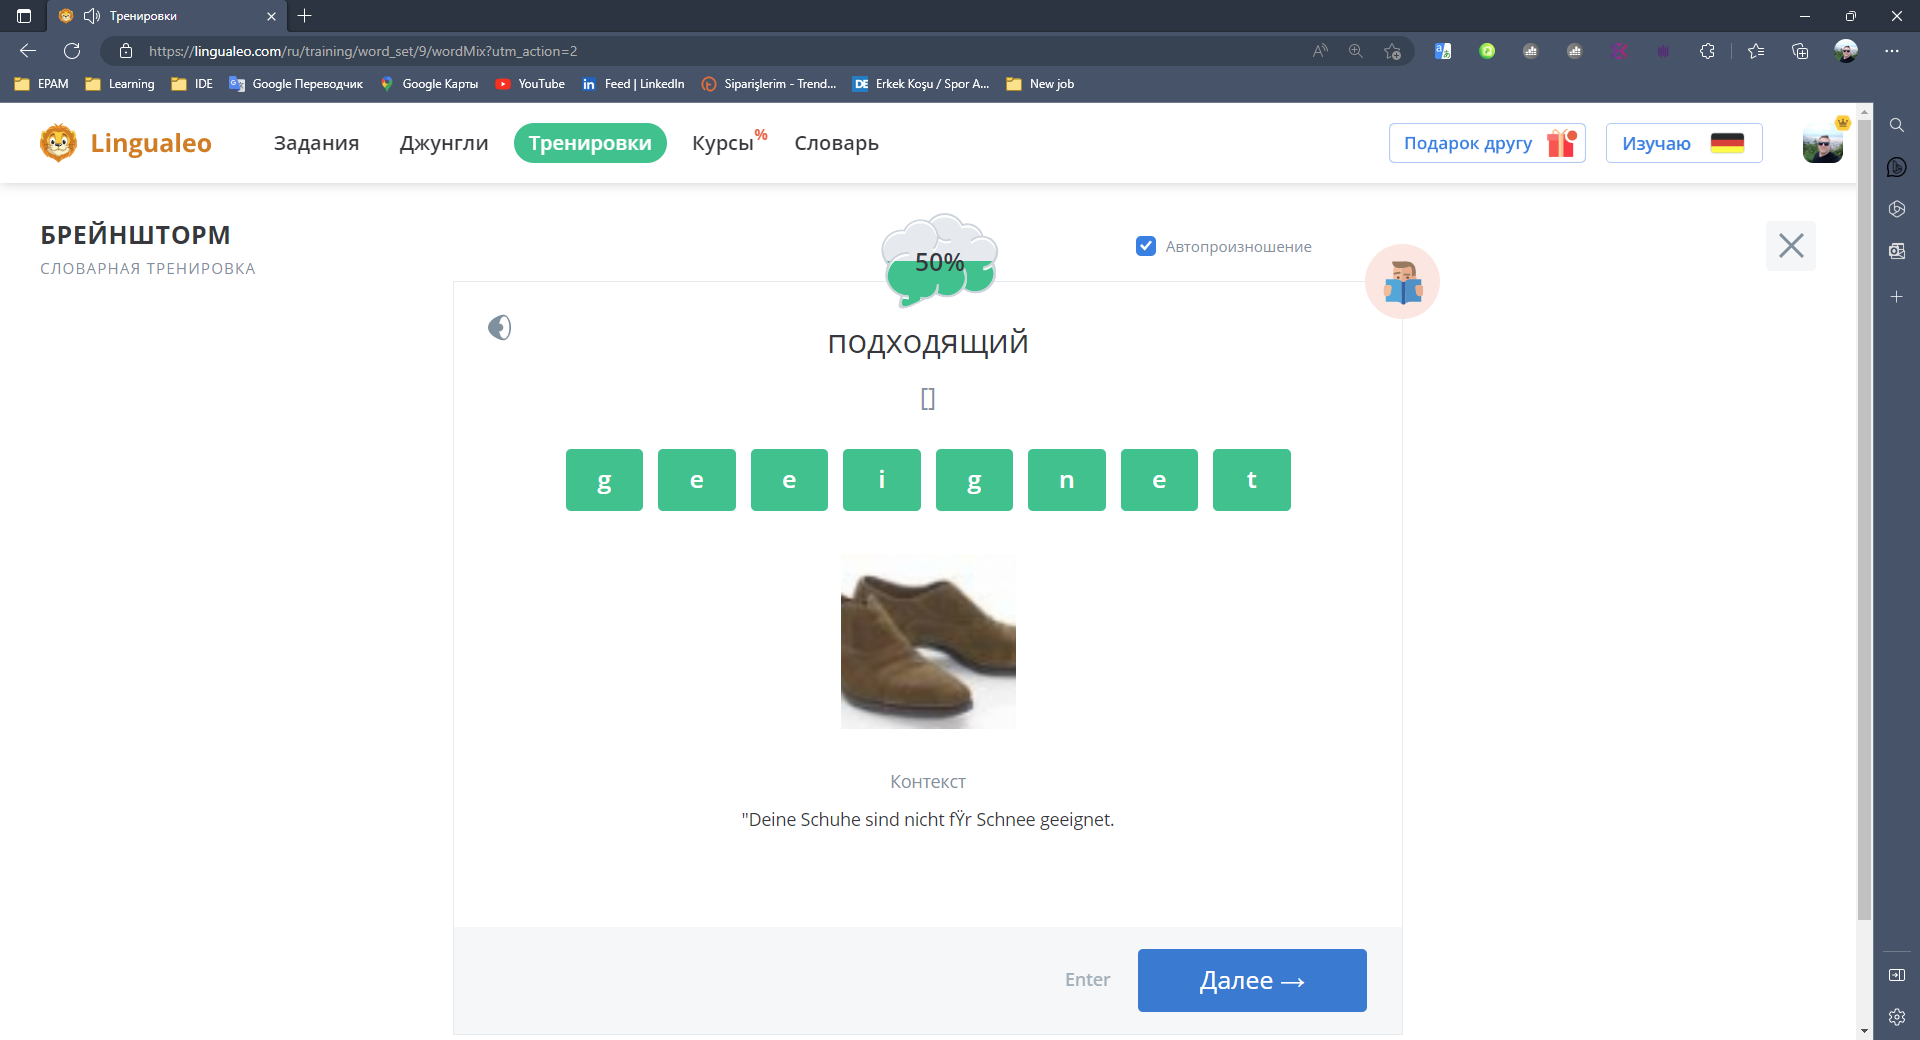 Тренировки
https://lingualeo.com/ru/training/word_set/9/wordMix?utm_action=2
EPAM
Learning
IDE
Google Переводчик
Google Карты
YouTube
Feed | LinkedIn
Siparişlerim - Trend...
Erkek Koşu / Spor A...
New job
Lingualeo
Задания
Джунгли
Тренировки
Курсы%
Словарь
Подарок другу
Изучаю
БРЕЙНШТОРМ
СЛОВАРНАЯ ТРЕНИРОВКА
50%
Автопроизношение
ПОДХОДЯЩИЙ
[]
g e e i g n e t
Контекст
"Deine Schuhe sind nicht fŸr Schnee geeignet.
Enter
Далее →